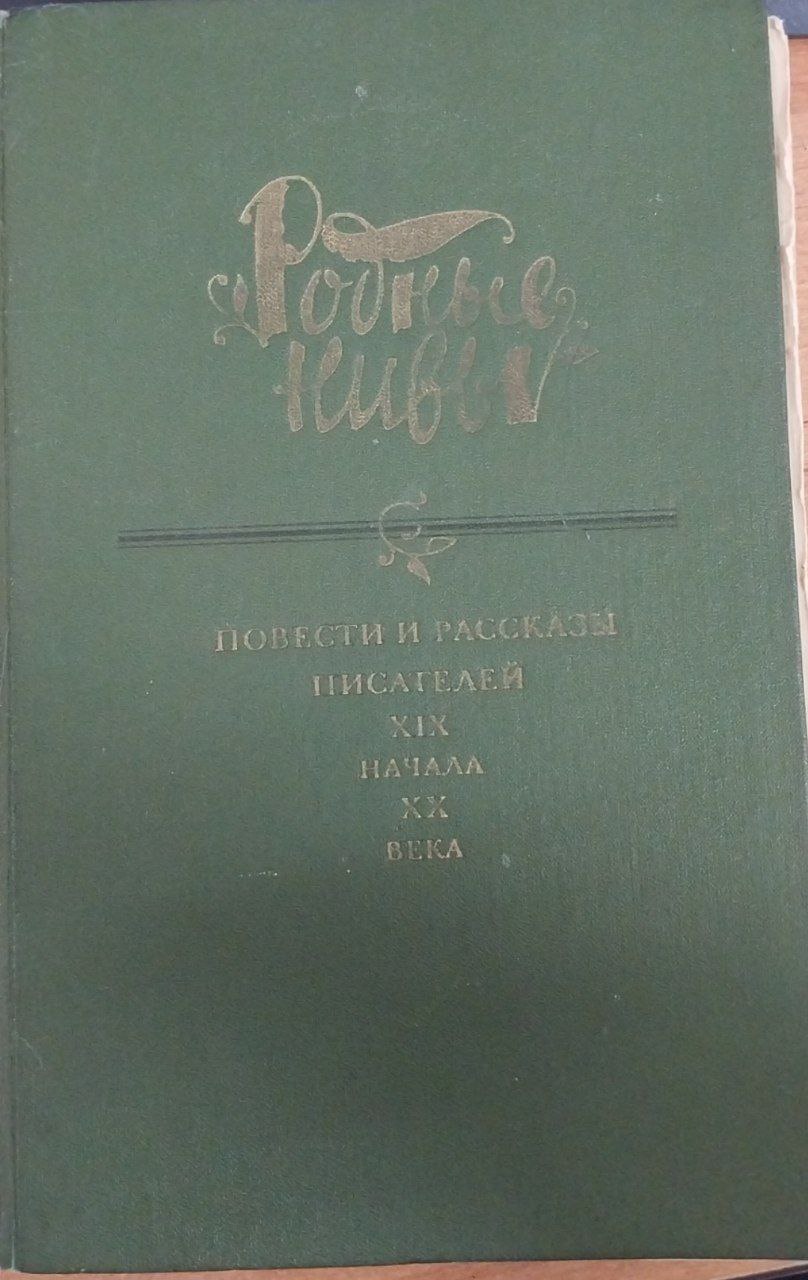 Родные
нивы
ПОВЕСТИ И РАССКАЗЫ
ПИСАТЕЛЕЙ
XIX
НАЧАЛА
XX
ВЕКА